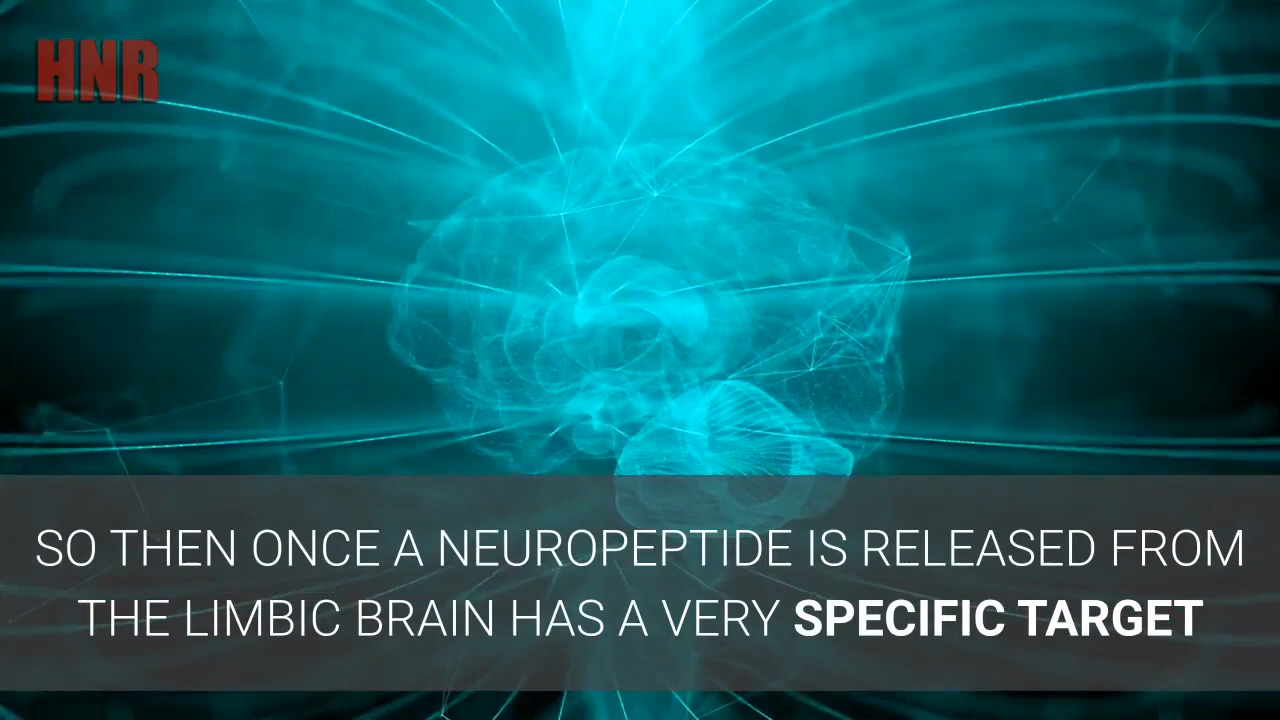 HNR
SO THEN ONCE A NEUROPEPTIDE IS RELEASED FROM
THE LIMBIC BRAIN HAS A VERY SPECIFIC TARGET